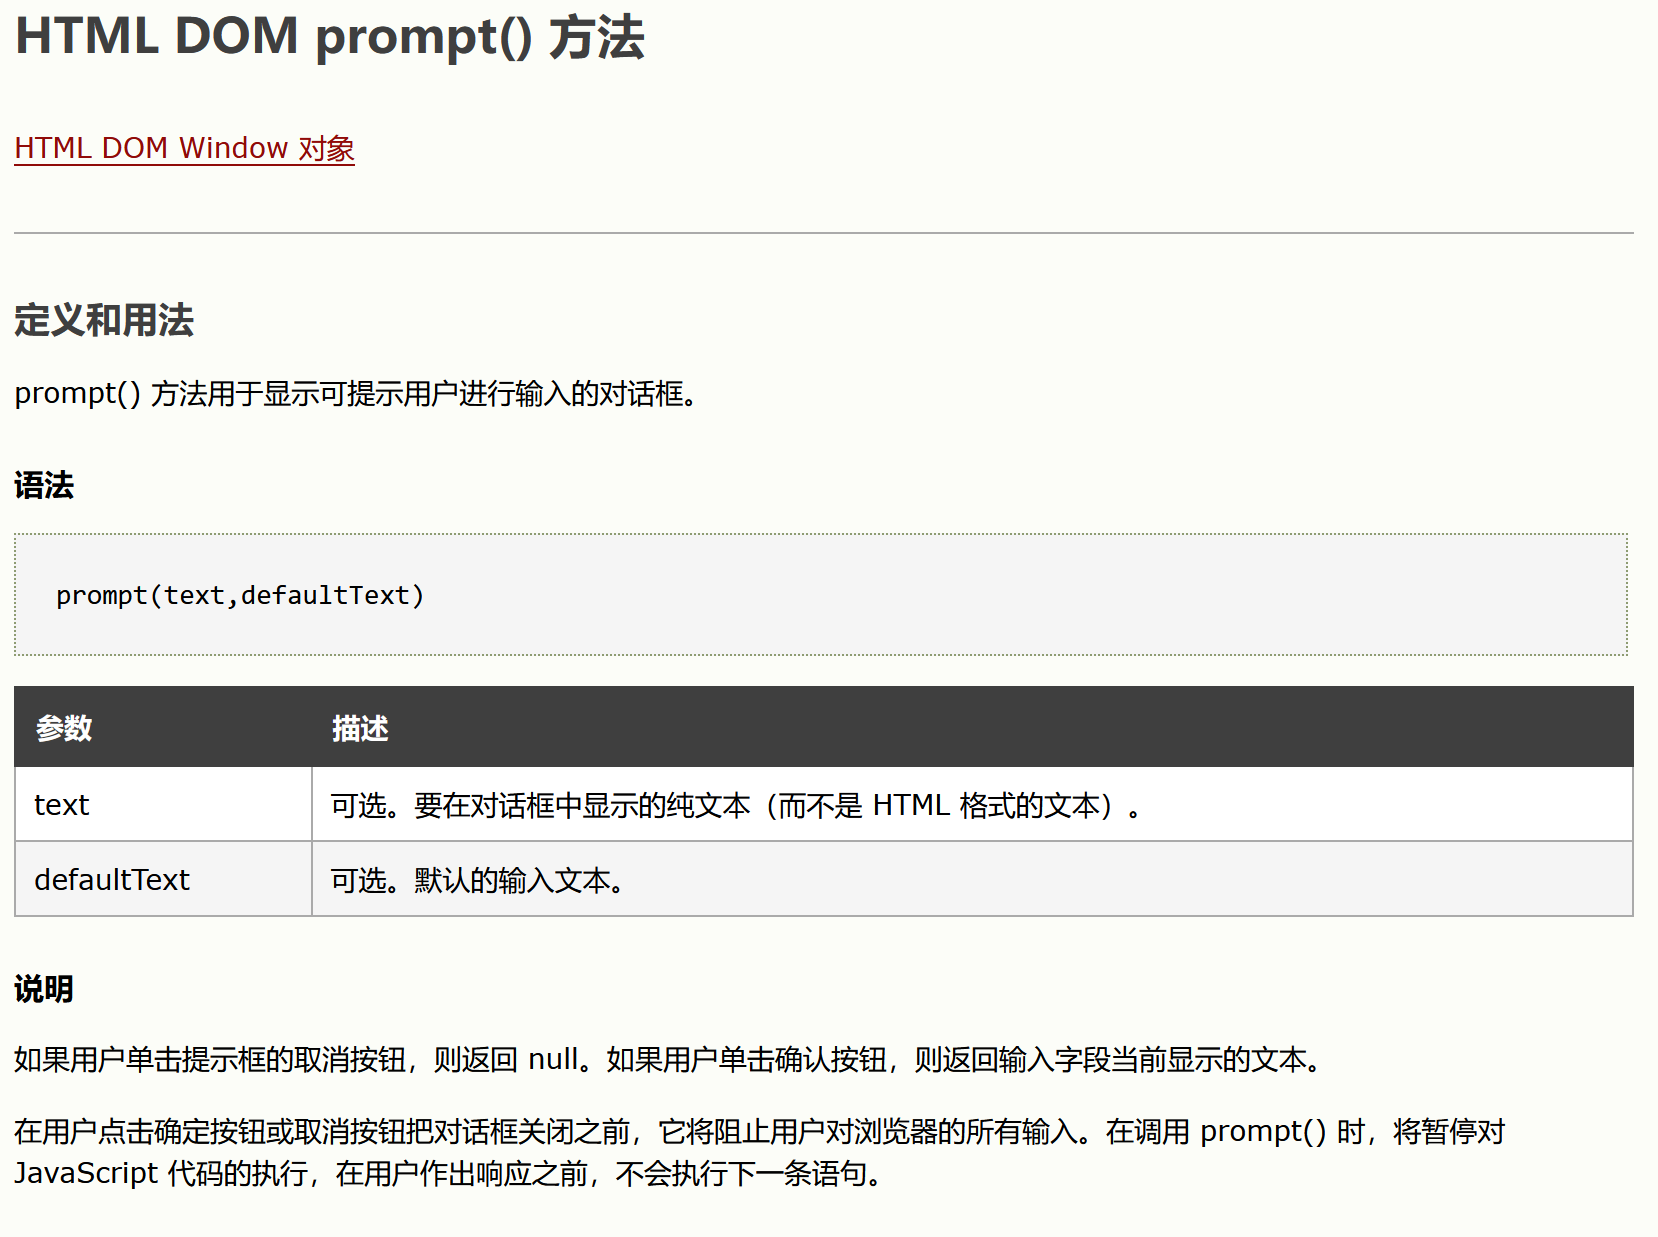 HTML DOM prompt() 方法
HTML DOM Window 对象
定义和用法
prompt() 方法用于显示可提示用户进行输入的对话框。
语法
prompt(text,defaultText)
参数 描述
text 可选。要在对话框中显示的纯文本（而不是 HTML 格式的文本）。
defaultText 可选。默认的输入文本。
说明
如果用户单击提示框的取消按钮，则返回 null。如果用户单击确认按钮，则返回输入字段当前显示的文本。
在用户点击确定按钮或取消按钮把对话框关闭之前，它将阻止用户对浏览器的所有输入。在调用 prompt() 时，将暂停对
JavaScript 代码的执行，在用户作出响应之前，不会执行下一条语句。